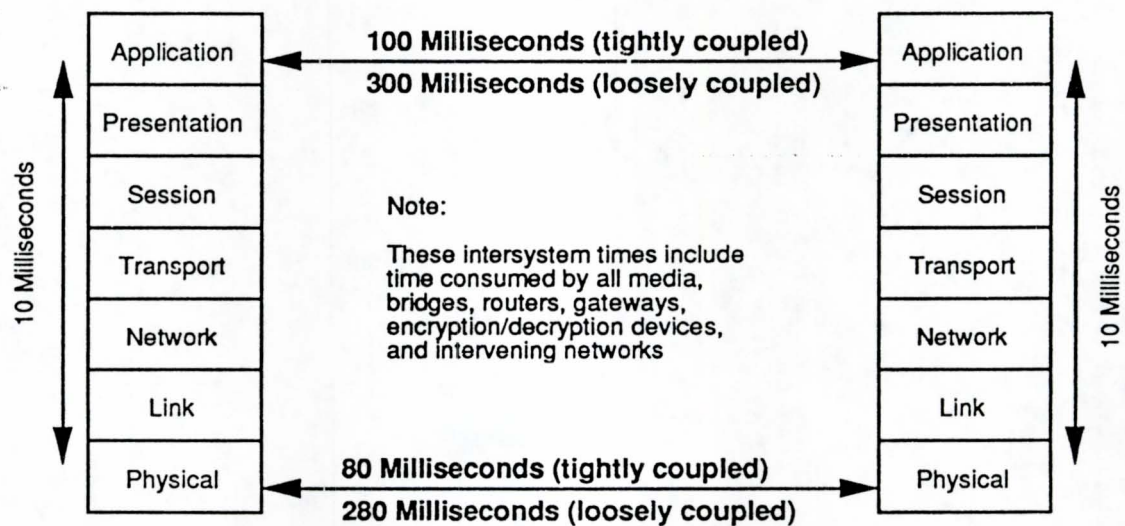 100 Milliseconds (tightly coupled)
300 Milliseconds (loosely coupled)
Application
Presentation
Session
Transport
Network
Link
Physical
10 Milliseconds
Note:
These intersystem times include
time consumed by all media,
bridges, routers, gateways,
encryption/decryption devices,
and intervening networks
Application
Presentation
Session
Transport
Network
Link
Physical
10 Milliseconds
80 Milliseconds (tightly coupled)
280 Milliseconds (loosely coupled)